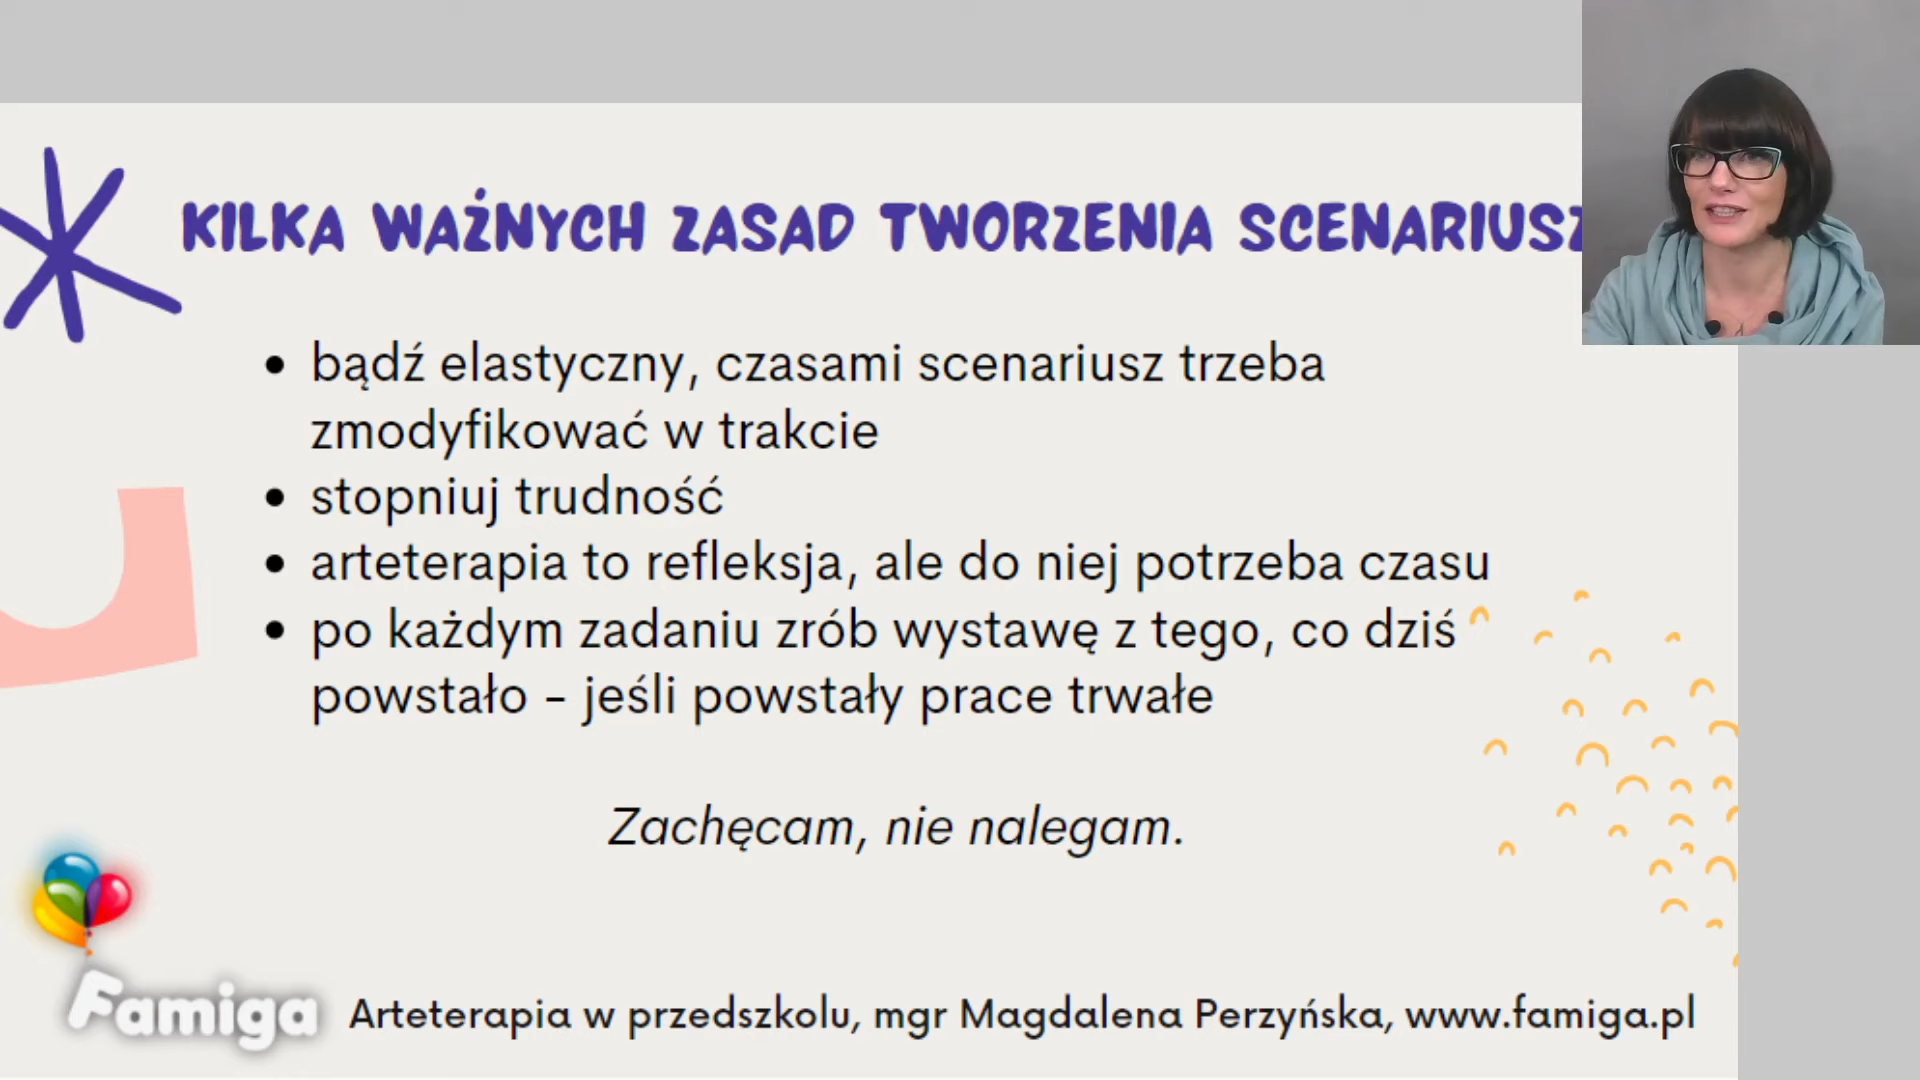 KILKA WAŻNYCH ZASAD TWORZENIA SCENARIUSZ
• bądź elastyczny, czasami scenariusz trzeba
zmodyfikować w trakcie
• stopniuj trudność
• arteterapia to refleksja, ale do niej potrzeba czasu
• po każdym zadaniu zrób wystawę z tego, co dziś
powstało - jeśli powstały prace trwałe
Zachęcam, nie nalegam.
Famiga
Arteterapia w przedszkolu, mgr Magdalena Perzyńska, www.famiga.pl